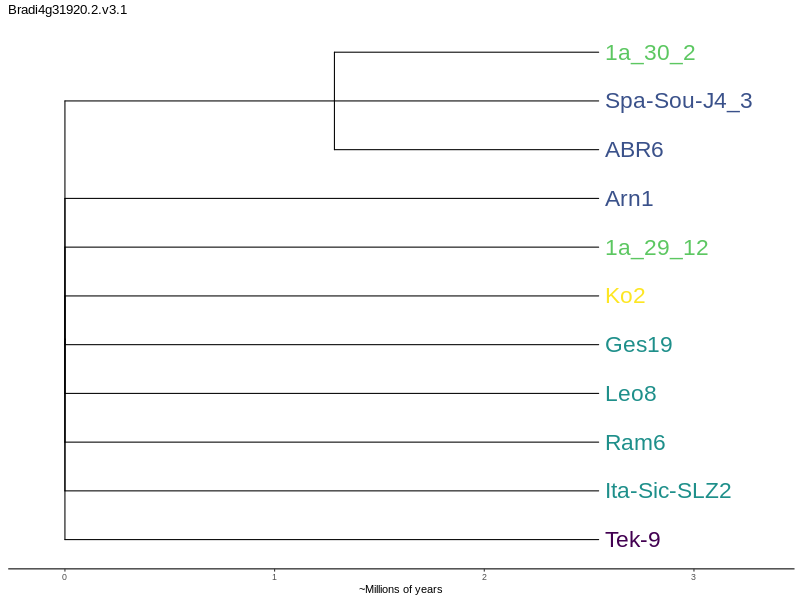 Bradi4g31920.2.v3.1
1a_30_2
Spa-Sou-J4_3
ABR6
Arn1
1a_29_12
Ko2
Ges19
Leo8
Ram6
Ita-Sic-SLZ2
Tek-9
0 1 2 3
~Millions of years